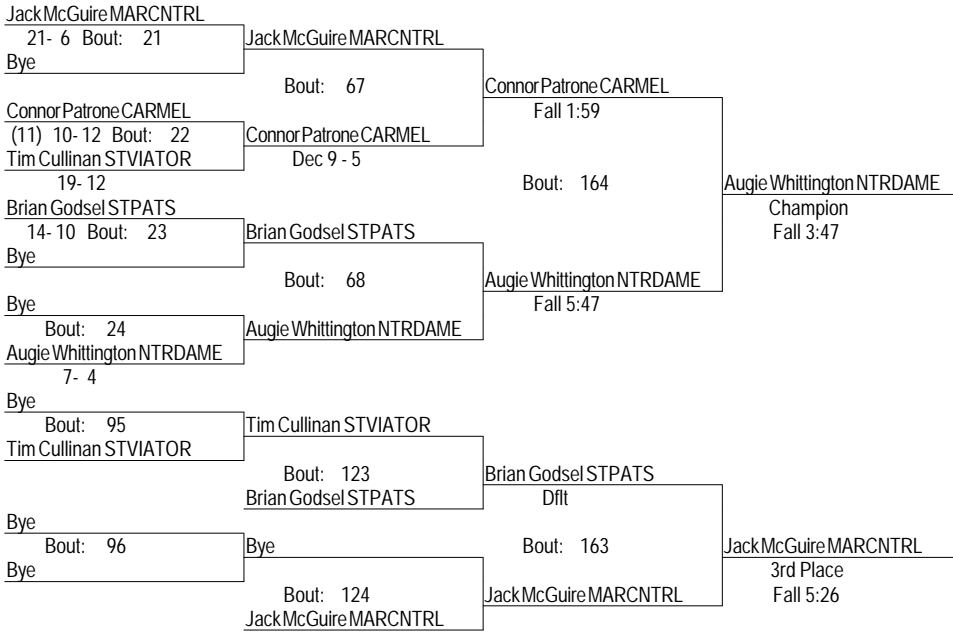 Jack McGuire MARCNTRL
21- 6 Bout: 21 Jack McGuire MARCNTRL
Bye
Bout: 67 Connor Patrone CARMEL
Connor Patrone CARMEL Fall 1:59
(11) 10-12 Bout: 22 Connor Patrone CARMEL
Tim Cullinan STVIATOR Dec 9 - 5
19- 12 Bout: 164 Augie Whittington NTRDAME
Brian Godsel STPATS Champion
14- 10 Bout: 23 Brian Godsel STPATS Fall 3:47
Bye
Bout: 68 Augie Whittington NTRDAME
Bye Fall 5:47
Bout: 24 Augie Whittington NTRDAME
Augie Whittington NTRDAME
7- 4
Bye
Bout: 95 Tim Cullinan STVIATOR
Tim Cullinan STVIATOR
Bout: 123 Brian Godsel STPATS
Brian Godsel STPATS Dflt
Bye
Bout: 96 Bye Bout: 163 Jack McGuire MARCNTRL
Bye 3rd Place
Bout: 124 Jack McGuire MARCNTRL Fall 5:26
Jack McGuire MARCNTRL